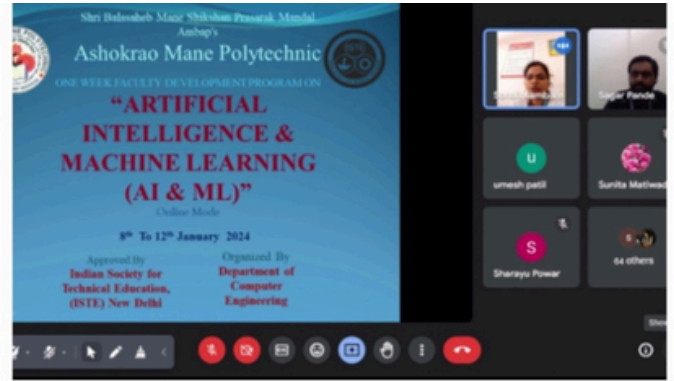 Shri Balasaheb Mane Shikshan Prasarak Mandal
Ambap's
Ashokrao Mane Polytechnic
ISTE
ONE WEEK FACULTY DEVELOPMENT PROGRAM ON
“ARTIFICIAL
INTELLIGENCE &
MACHINE LEARNING
(AI & ML)”
Online Mode
8th To 12th January 2024
Approved By
Indian Society for
Technical Education,
(ISTE) New Delhi
Organized By
Department of
Computer
Engineering
Sagar Pande
u
umesh patil
Sunita Matiwad
S
Sharayu Powar
64 others
Show